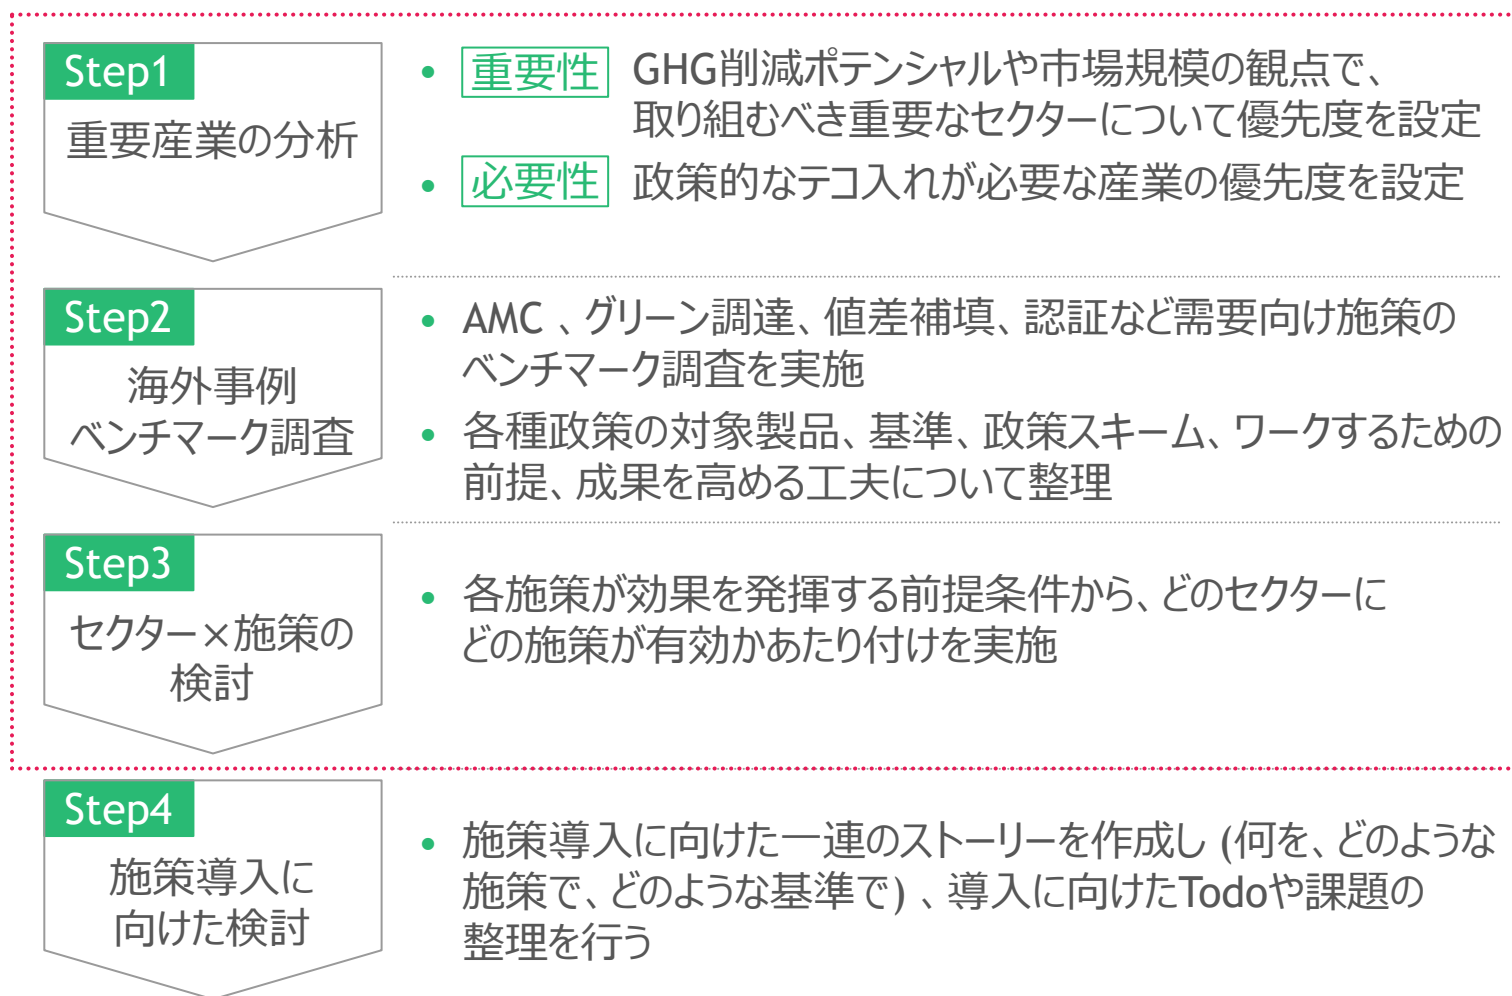 Step1
重要産業の分析
• 重要性 GHG削減ポテンシャルや市場規模の観点で、
取り組むべき重要なセクターについて優先度を設定
• 必要性 政策的なテコ入れが必要な産業の優先度を設定
Step2
海外事例
ベンチマーク調査
• AMC 、グリーン調達、値差補填、認証など需要向け施策の
ベンチマーク調査を実施
• 各種政策の対象製品、基準、政策スキーム、ワークするための
前提、成果を高める工夫について整理
Step3
セクター×施策の
検討
• 各施策が効果を発揮する前提条件から、どのセクターに
どの施策が有効かあたり付けを実施
Step4
施策導入に
向けた検討
• 施策導入に向けた一連のストーリーを作成し (何を、どのような
施策で、どのような基準で) 、導入に向けたTodoや課題の
整理を行う